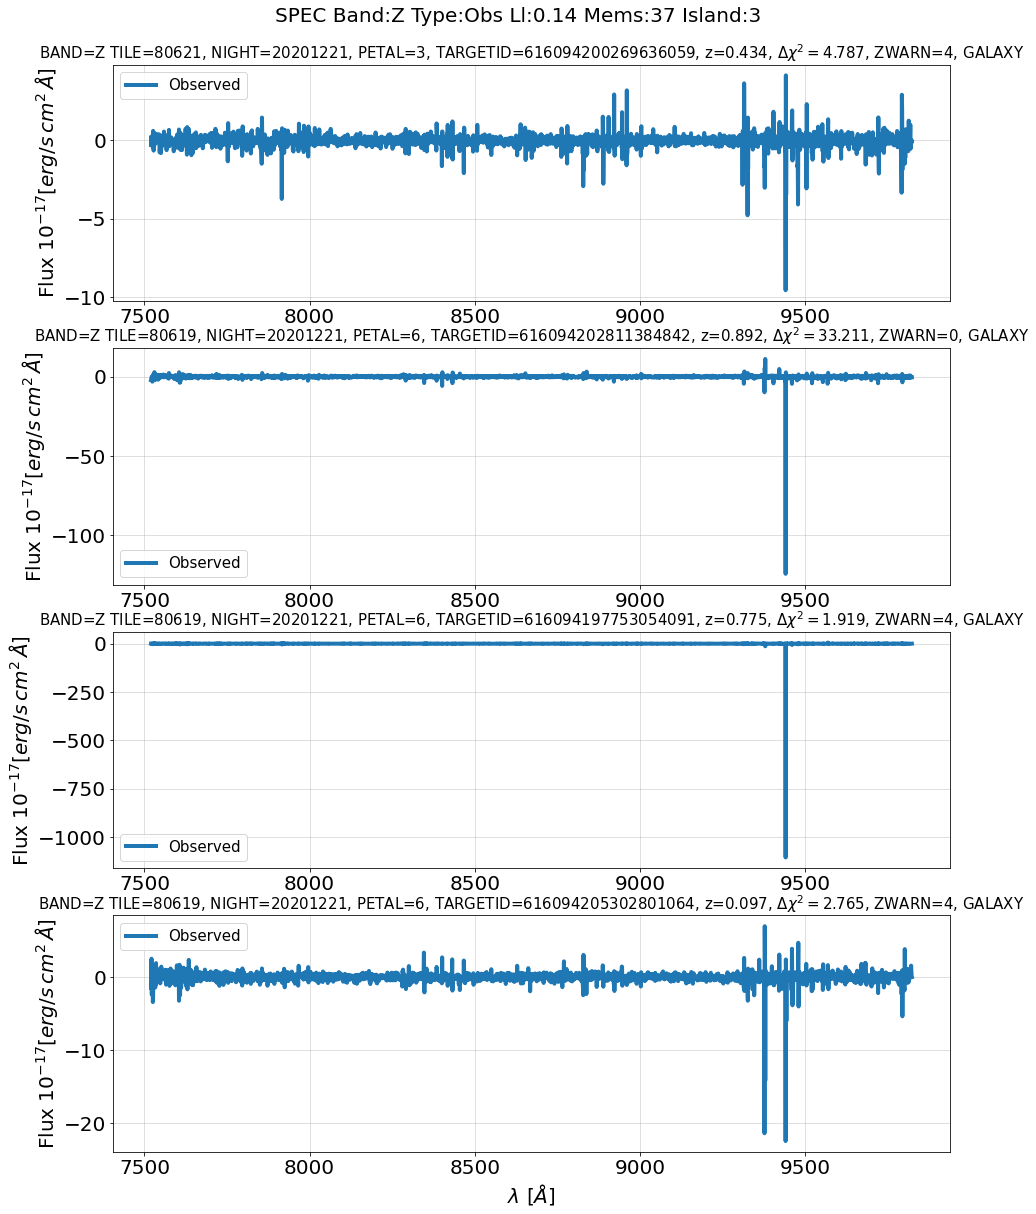 SPEC Band:Z Type:Obs Ll:0.14 Mems:37 Island:3
BAND=Z TILE=80621, NIGHT=20201221, PETAL=3, TARGETID=616094200269636059, z=0.434, Δχ² = 4.787, ZWARN=4, GALAXY
Observed
0
−5
−10
Flux 10⁻¹⁷[erg/s cm² Å]
7500 8000 8500 9000 9500
BAND=Z TILE=80619, NIGHT=20201221, PETAL=6, TARGETID=616094202811384842, z=0.892, Δχ² = 33.211, ZWARN=0, GALAXY
0
−50
−100
Flux 10⁻¹⁷[erg/s cm² Å]
Observed
7500 8000 8500 9000 9500
BAND=Z TILE=80619, NIGHT=20201221, PETAL=6, TARGETID=616094197753054091, z=0.775, Δχ² = 1.919, ZWARN=4, GALAXY
0
−250
−500
−750
−1000
Flux 10⁻¹⁷[erg/s cm² Å]
Observed
7500 8000 8500 9000 9500
BAND=Z TILE=80619, NIGHT=20201221, PETAL=6, TARGETID=616094205302801064, z=0.097, Δχ² = 2.765, ZWARN=4, GALAXY
Observed
0
−10
−20
Flux 10⁻¹⁷[erg/s cm² Å]
7500 8000 8500 9000 9500
λ [Å]